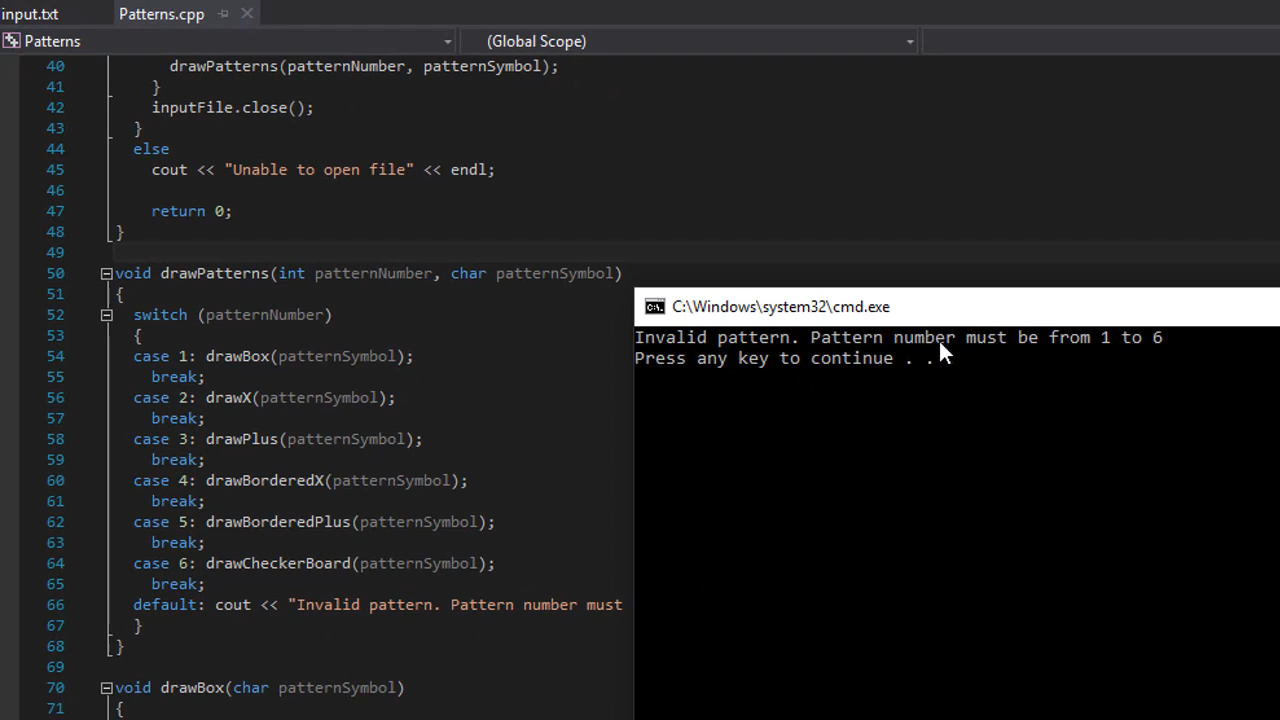 input.txt Patterns.cpp
Patterns (Global Scope)
40 drawPatterns(patternNumber, patternSymbol);
41 }
42 inputFile.close();
43 }
44 else
45 cout << "Unable to open file" << endl;
46
47 return 0;
48 }
49
50 void drawPatterns(int patternNumber, char patternSymbol)
51 {
52 switch (patternNumber)
53 {
54 case 1: drawBox(patternSymbol);
55 break;
56 case 2: drawX(patternSymbol);
57 break;
58 case 3: drawPlus(patternSymbol);
59 break;
60 case 4: drawBorderedX(patternSymbol);
61 break;
62 case 5: drawBorderedPlus(patternSymbol);
63 break;
64 case 6: drawCheckerBoard(patternSymbol);
65 break;
66 default: cout << "Invalid pattern. Pattern number must
67 }
68 }
69
70 void drawBox(char patternSymbol)
71 {
C:\Windows\system32\cmd.exe
Invalid pattern. Pattern number must be from 1 to 6
Press any key to continue . .